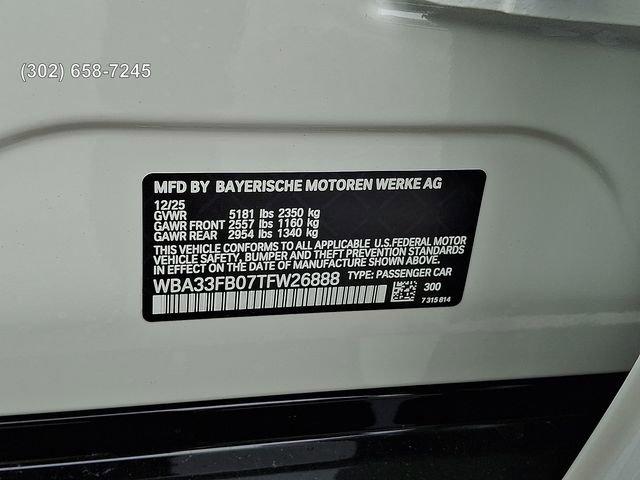 (302) 658-7245
MFD BY BAYERISCHE MOTOREN WERKE AG
12/25
GVWR 5181 lbs 2350 kg
GAWR FRONT 2557 lbs 1160 kg
GAWR REAR 2954 lbs 1340 kg
THIS VEHICLE CONFORMS TO ALL APPLICABLE U.S.FEDERAL MOTOR
VEHICLE SAFETY, BUMPER AND THEFT PREVENTION STANDARDS
IN EFFECT ON THE DATE OF MANUFACTURE SHOWN ABOVE.
WBA33FB07TFW26888 TYPE: PASSENGER CAR
300
7 315 814